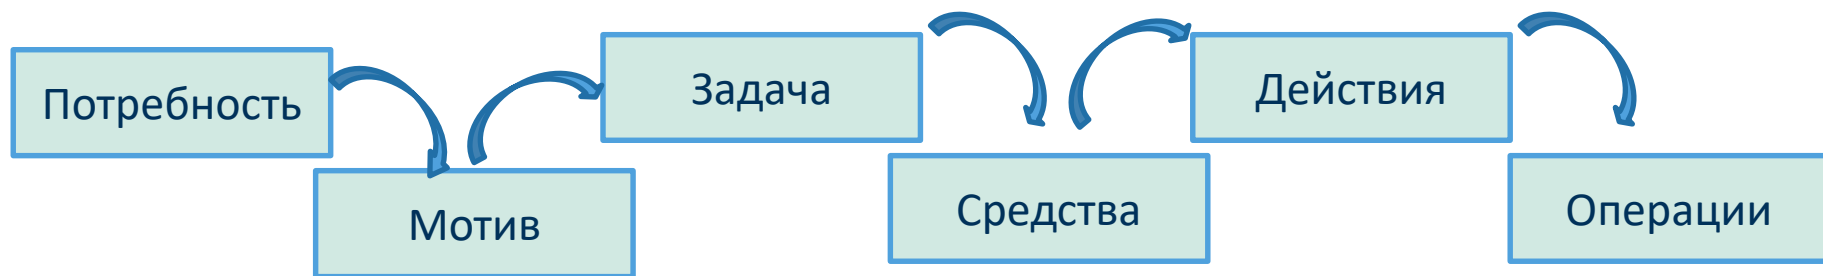 Потребность
Мотив
Задача
Средства
Действия
Операции